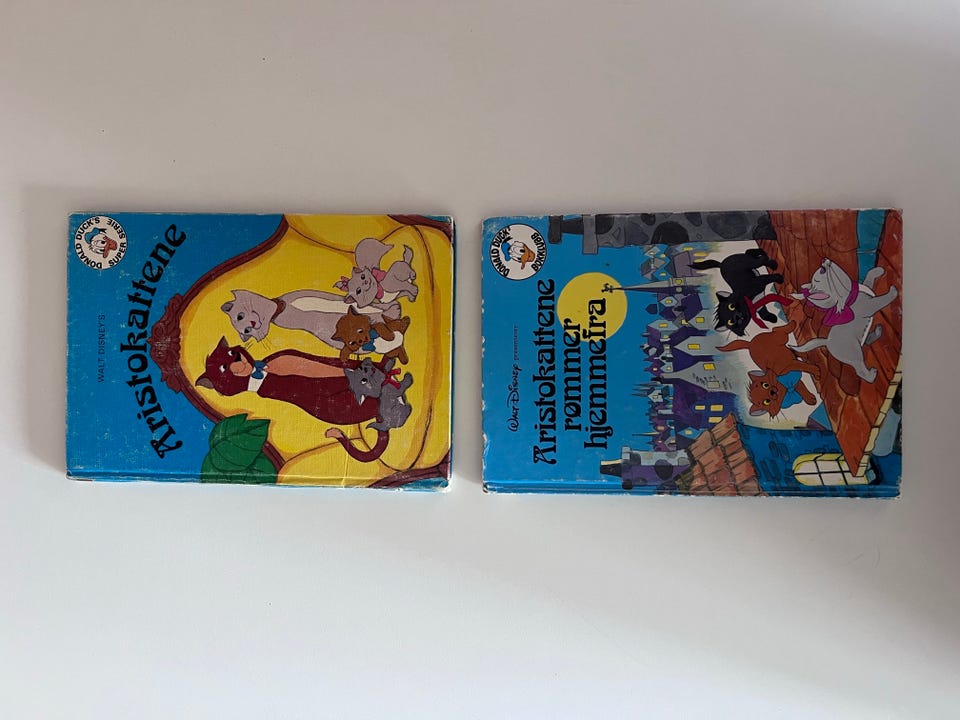 DONALD DUCK'S
SUPER SERIE
WALT DISNEY'S
Aristokattene
DONALD DUCK'S
BOKKLUBB
WALT DISNEY presenterer
Aristokattene
rømmer
hjemmefra